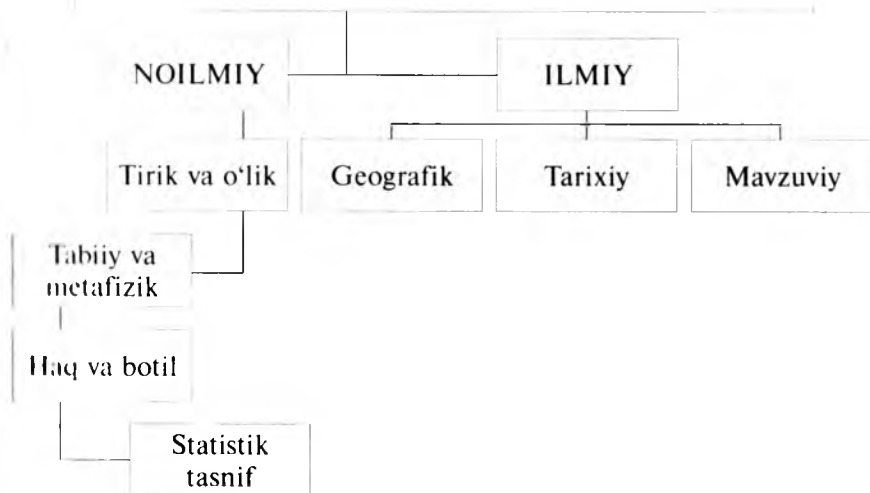 NOILMIY
ILMIY
Tirik va o‘lik
Geografik
Tarixiy
Mavzuviy
Tabiiy va
metafizik
Haq va botil
Statistik
tasnif